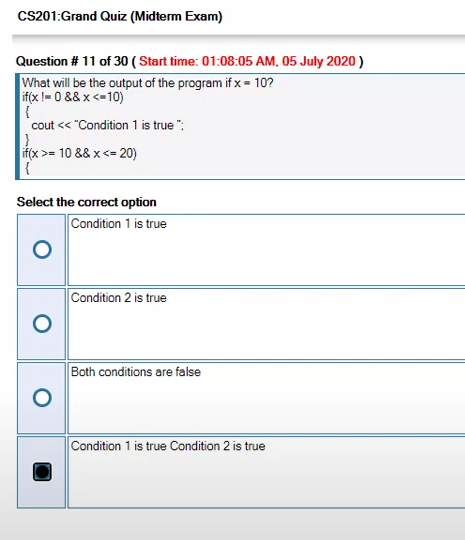 CS201:Grand Quiz (Midterm Exam)
Question # 11 of 30 ( Start time: 01:08:05 AM, 05 July 2020 )
What will be the output of the program if x = 10?
if(x != 0 && x <=10)
{
cout << "Condition 1 is true ";
}
if(x >= 10 && x <= 20)
{
Select the correct option
Condition 1 is true
Condition 2 is true
Both conditions are false
Condition 1 is true Condition 2 is true